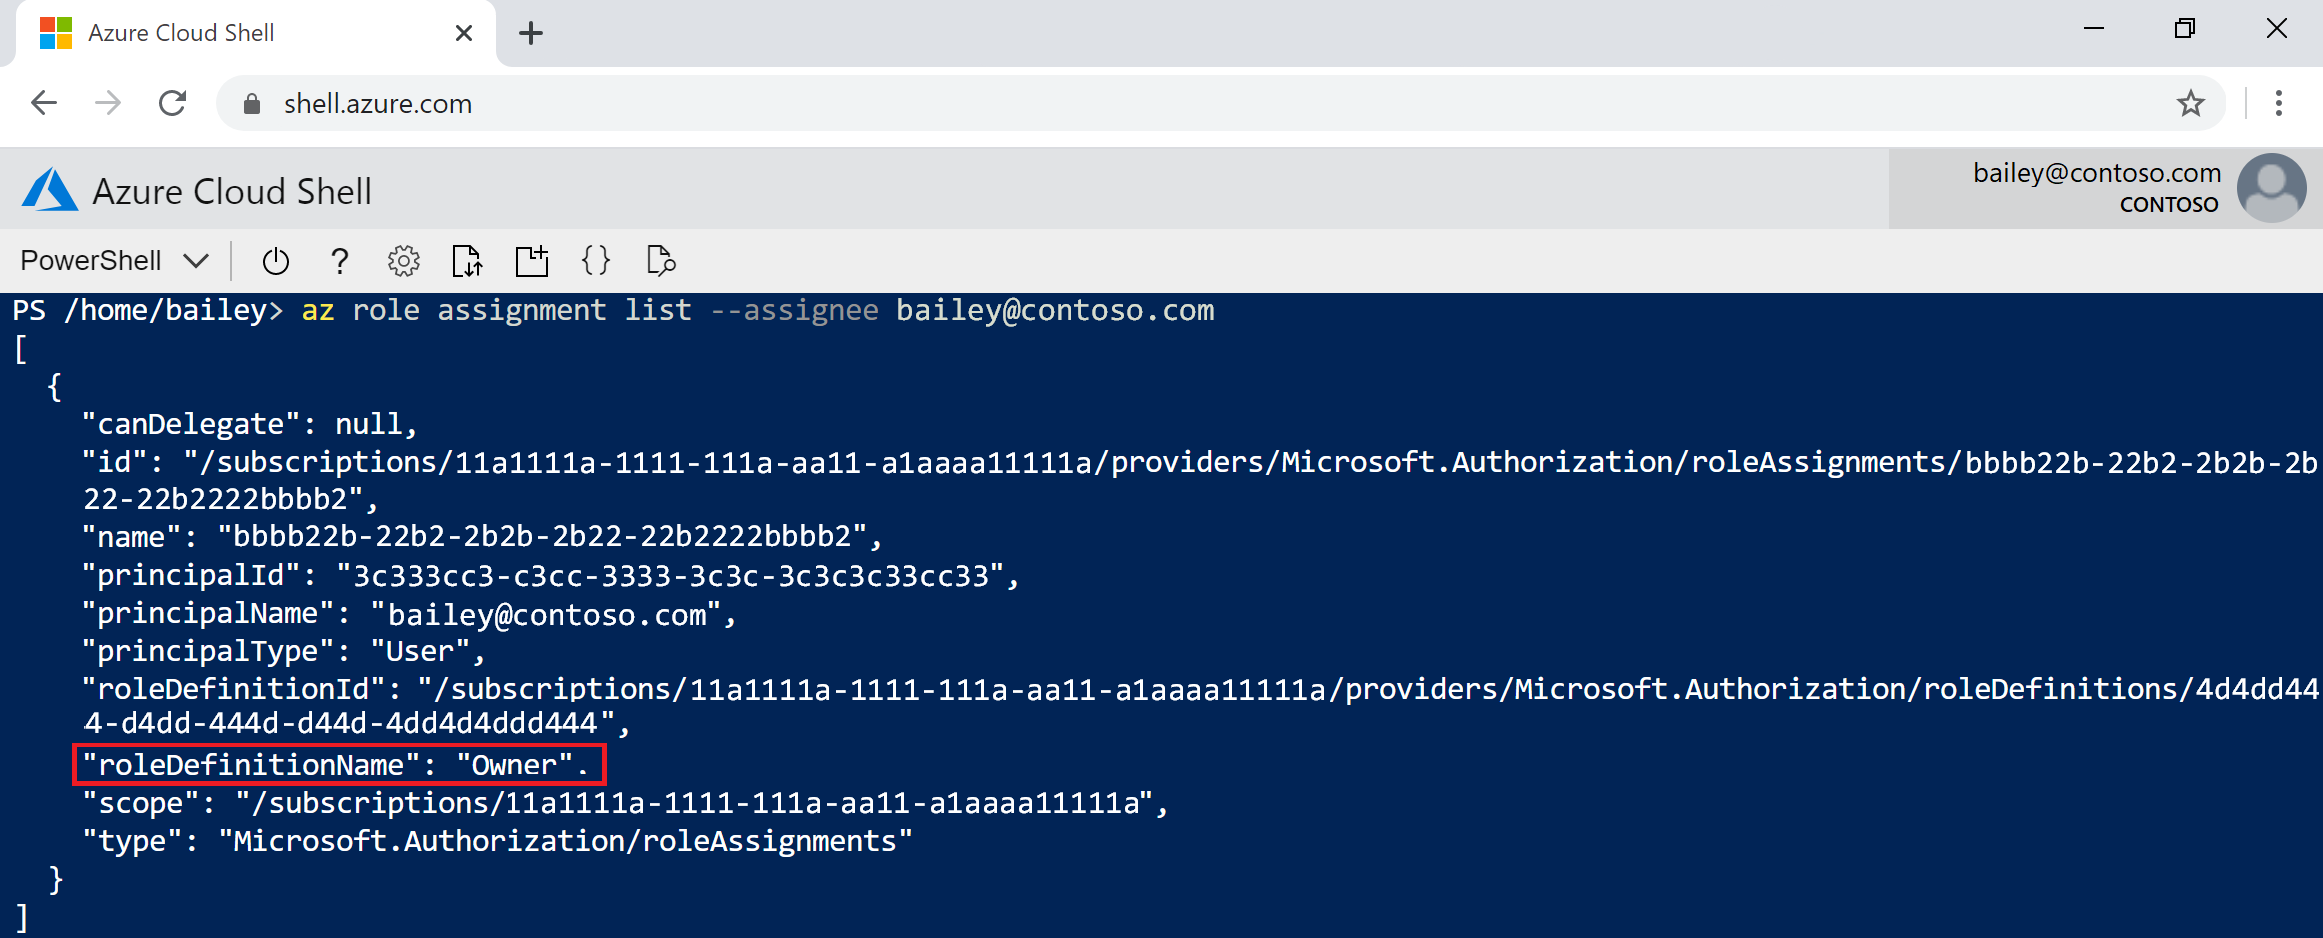 Azure Cloud Shell
shell.azure.com
Azure Cloud Shell
bailey@contoso.com
CONTOSO
PowerShell
PS /home/bailey> az role assignment list --assignee bailey@contoso.com
[
{
"canDelegate": null,
"id": "/subscriptions/11a1111a-1111-111a-aa11-a1aaaa11111a/providers/Microsoft.Authorization/roleAssignments/bbbb22b-22b2-2b2b-2b
22-22b2222bbbb2",
"name": "bbbb22b-22b2-2b2b-2b22-22b2222bbbb2",
"principalId": "3c333cc3-c3cc-3333-3c3c-3c3c3c33cc33",
"principalName": "bailey@contoso.com",
"principalType": "User",
"roleDefinitionId": "/subscriptions/11a1111a-1111-111a-aa11-a1aaaa11111a/providers/Microsoft.Authorization/roleDefinitions/4d4dd44
4-d4dd-444d-d44d-4dd4d4ddd444",
"roleDefinitionName": "Owner",
"scope": "/subscriptions/11a1111a-1111-111a-aa11-a1aaaa11111a",
"type": "Microsoft.Authorization/roleAssignments"
}
]